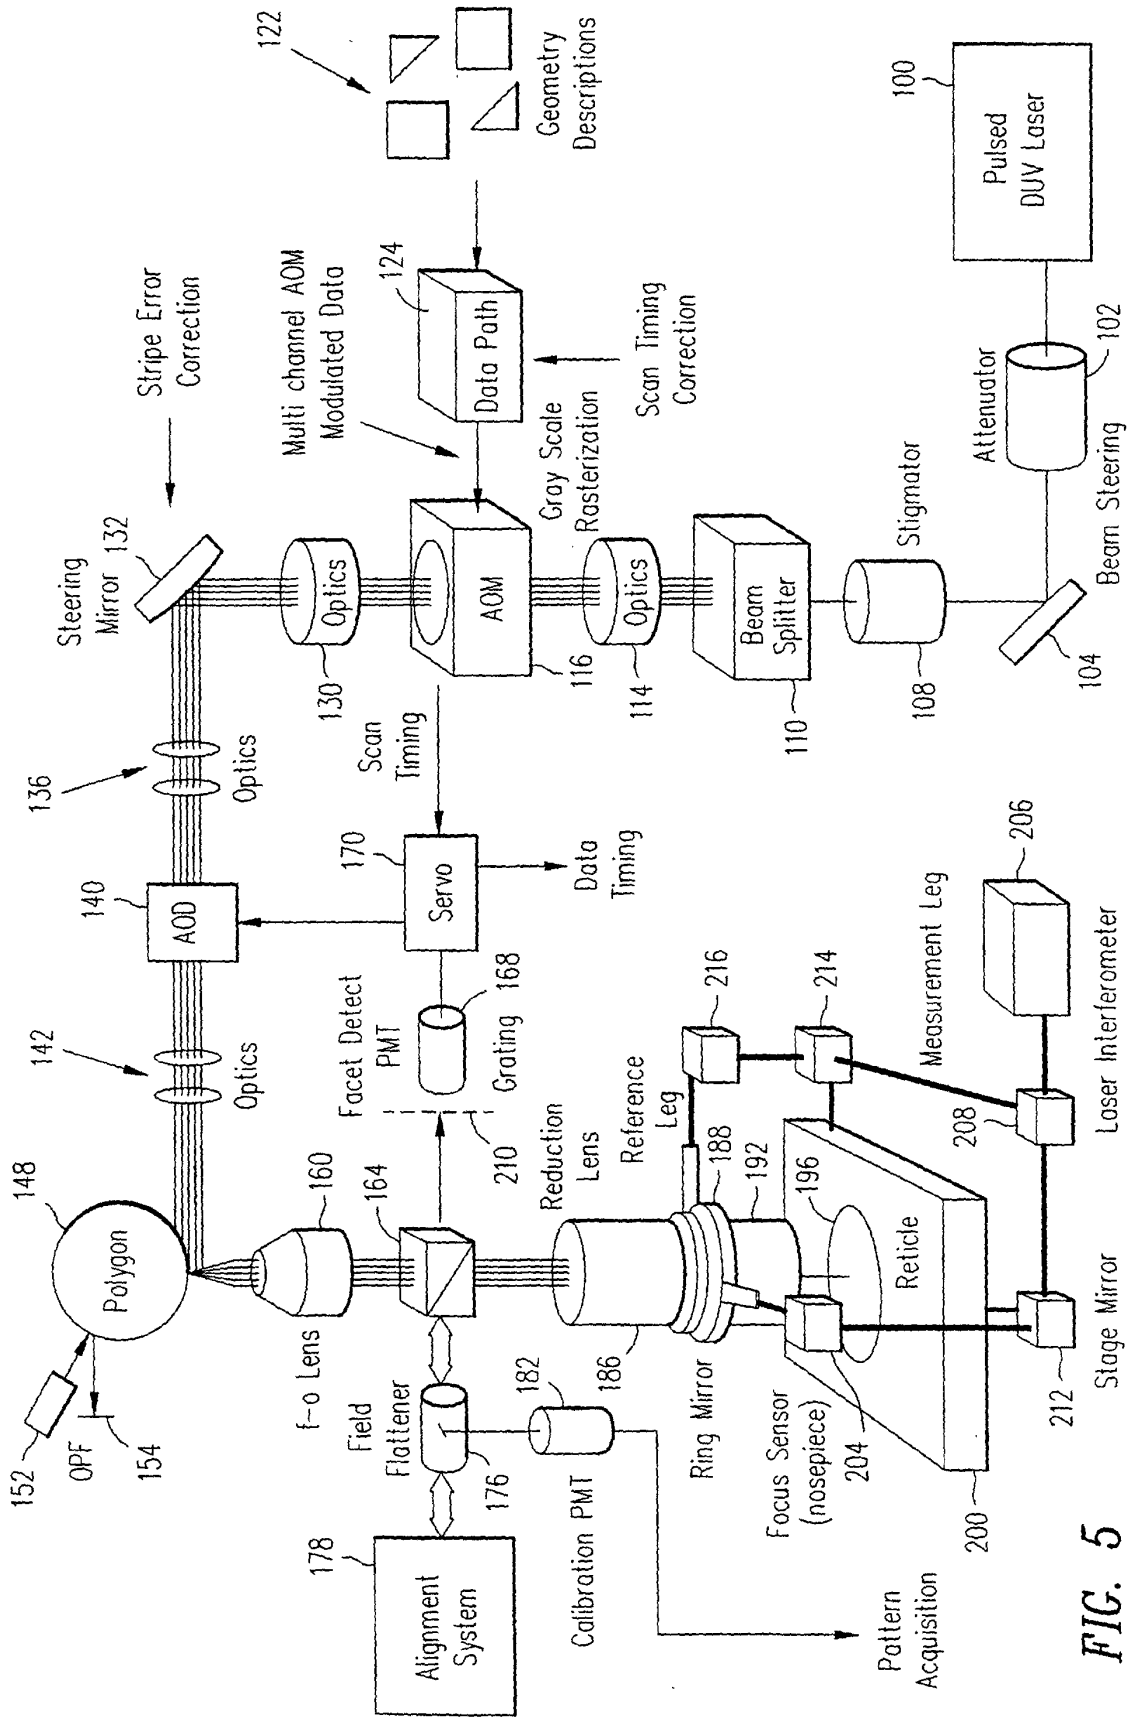 122
Geometry
Descriptions
100
Pulsed
DUV Laser
Stripe Error
Correction
Multi channel AOM
Modulated Data
124
Data Path
Scan Timing
Correction
Attenuator
102
Beam Steering
Steering
Mirror
132
Optics
130
AOM
116
Gray Scale
Rasterization
Optics
114
Beam
Splitter
110
Stigmator
108
104
136
Optics
Scan
Timing
140
AOD
170
Servo
Data
Timing
142
Optics
Facet Detect
PMT
168
Grating
210
148
Polygon
152
OPF
154
160
f-o Lens
164
Reduction
Lens
Field
Flattener
176
178
Alignment
System
182
Calibration PMT
Pattern
Acquisition
186
Ring Mirror
188
192
Reference
Leg
216
214
Measurement Leg
206
208
Laser Interferometer
196
Reticle
Focus Sensor
(nosepiece)
204
200
212
Stage Mirror
FIG. 5